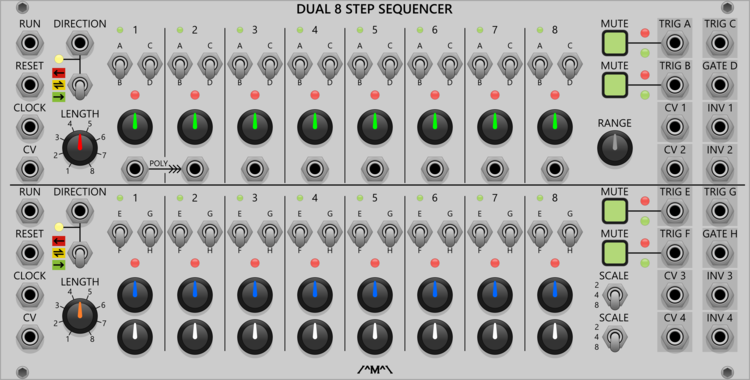 DUAL 8 STEP SEQUENCER
RUN DIRECTION 1 2 3 4 5 6 7 8 MUTE TRIG A TRIG C
A C A C A C A C A C A C A C A C
RESET MUTE TRIG B GATE D
B D B D B D B D B D B D B D B D
CLOCK LENGTH CV 1 INV 1
1 2 3 4 5 6 7 8
RANGE
CV POLY CV 2 INV 2
RUN DIRECTION 1 2 3 4 5 6 7 8 MUTE TRIG E TRIG G
E G E G E G E G E G E G E G E G
RESET MUTE TRIG F GATE H
F H F H F H F H F H F H F H F H
CLOCK LENGTH SCALE CV 3 INV 3
1 2 3 4 5 6 7 8
2 4 8
CV SCALE CV 4 INV 4
2 4 8